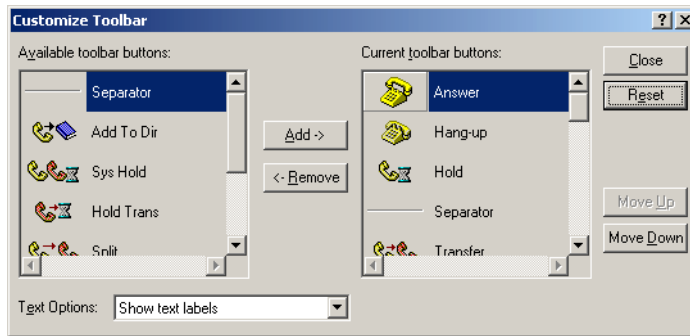 Customize Toolbar
Available toolbar buttons:
Separator
Add To Dir
Sys Hold
Hold Trans
Split
Add ->
<- Remove
Current toolbar buttons:
Answer
Hang-up
Hold
Separator
Transfer
Close
Reset
Move Up
Move Down
Text Options:
Show text labels